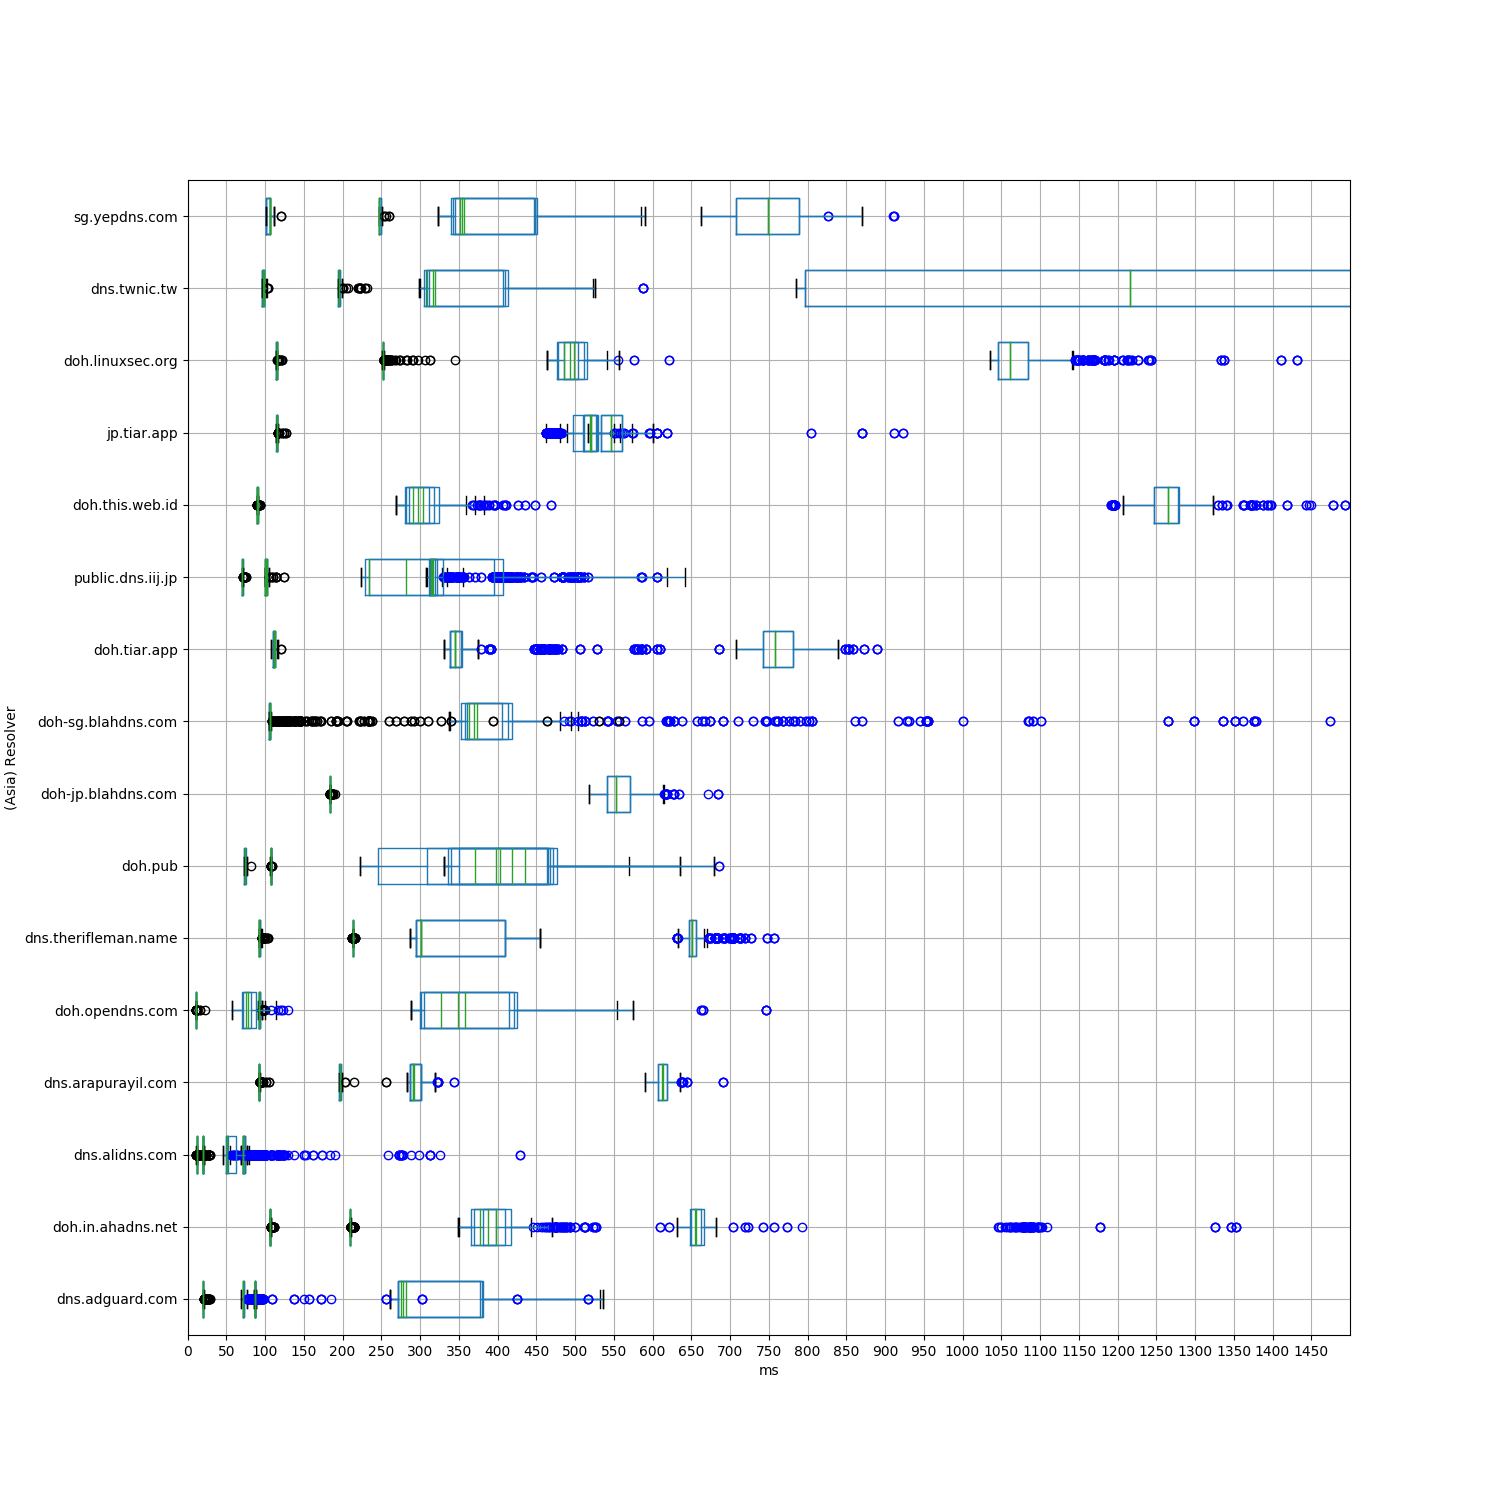 sg.yepdns.com
dns.twnic.tw
doh.linuxsec.org
jp.tiar.app
doh.this.web.id
public.dns.iij.jp
doh.tiar.app
doh-sg.blahdns.com
doh-jp.blahdns.com
doh.pub
dns.therifleman.name
doh.opendns.com
dns.arapurayil.com
dns.alidns.com
doh.in.ahadns.net
dns.adguard.com
(Asia) Resolver
0 50 100 150 200 250 300 350 400 450 500 550 600 650 700 750 800 850 900 950 1000 1050 1100 1150 1200 1250 1300 1350 1400 1450
ms